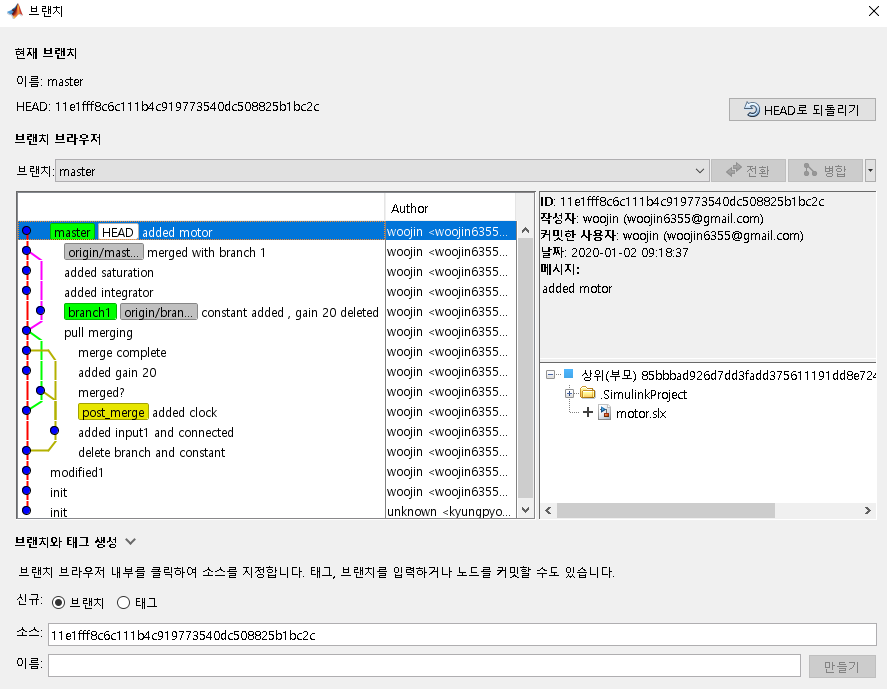 브랜치
현재 브랜치
이름: master
HEAD: 11e1fff8c6c111b4c919773540dc508825b1bc2c
HEAD로 되돌리기
브랜치 브라우저
브랜치: master
전환
병합
Author
master HEAD added motor woojin <woojin6355...
origin/mast... merged with branch 1 woojin <woojin6355...
added saturation woojin <woojin6355...
added integrator woojin <woojin6355...
branch1 origin/bran... constant added , gain 20 deleted woojin <woojin6355...
pull merging woojin <woojin6355...
merge complete woojin <woojin6355...
added gain 20 woojin <woojin6355...
merged? woojin <woojin6355...
post_merge added clock woojin <woojin6355...
added input1 and connected woojin <woojin6355...
delete branch and constant woojin <woojin6355...
modified1 woojin <woojin6355...
init woojin <woojin6355...
init unknown <kyungpyo...
ID: 11e1fff8c6c111b4c919773540dc508825b1bc2c
작성자: woojin (woojin6355@gmail.com)
커밋한 사용자: woojin (woojin6355@gmail.com)
날짜: 2020-01-02 09:18:37
메시지:
added motor
상위(부모) 85bbbad926d7dd3fadd375611191dd8e724
.SimulinkProject
motor.slx
브랜치와 태그 생성
브랜치 브라우저 내부를 클릭하여 소스를 지정합니다. 태그, 브랜치를 입력하거나 노드를 커밋할 수도 있습니다.
신규: 브랜치 태그
소스: 11e1fff8c6c111b4c919773540dc508825b1bc2c
이름:
만들기